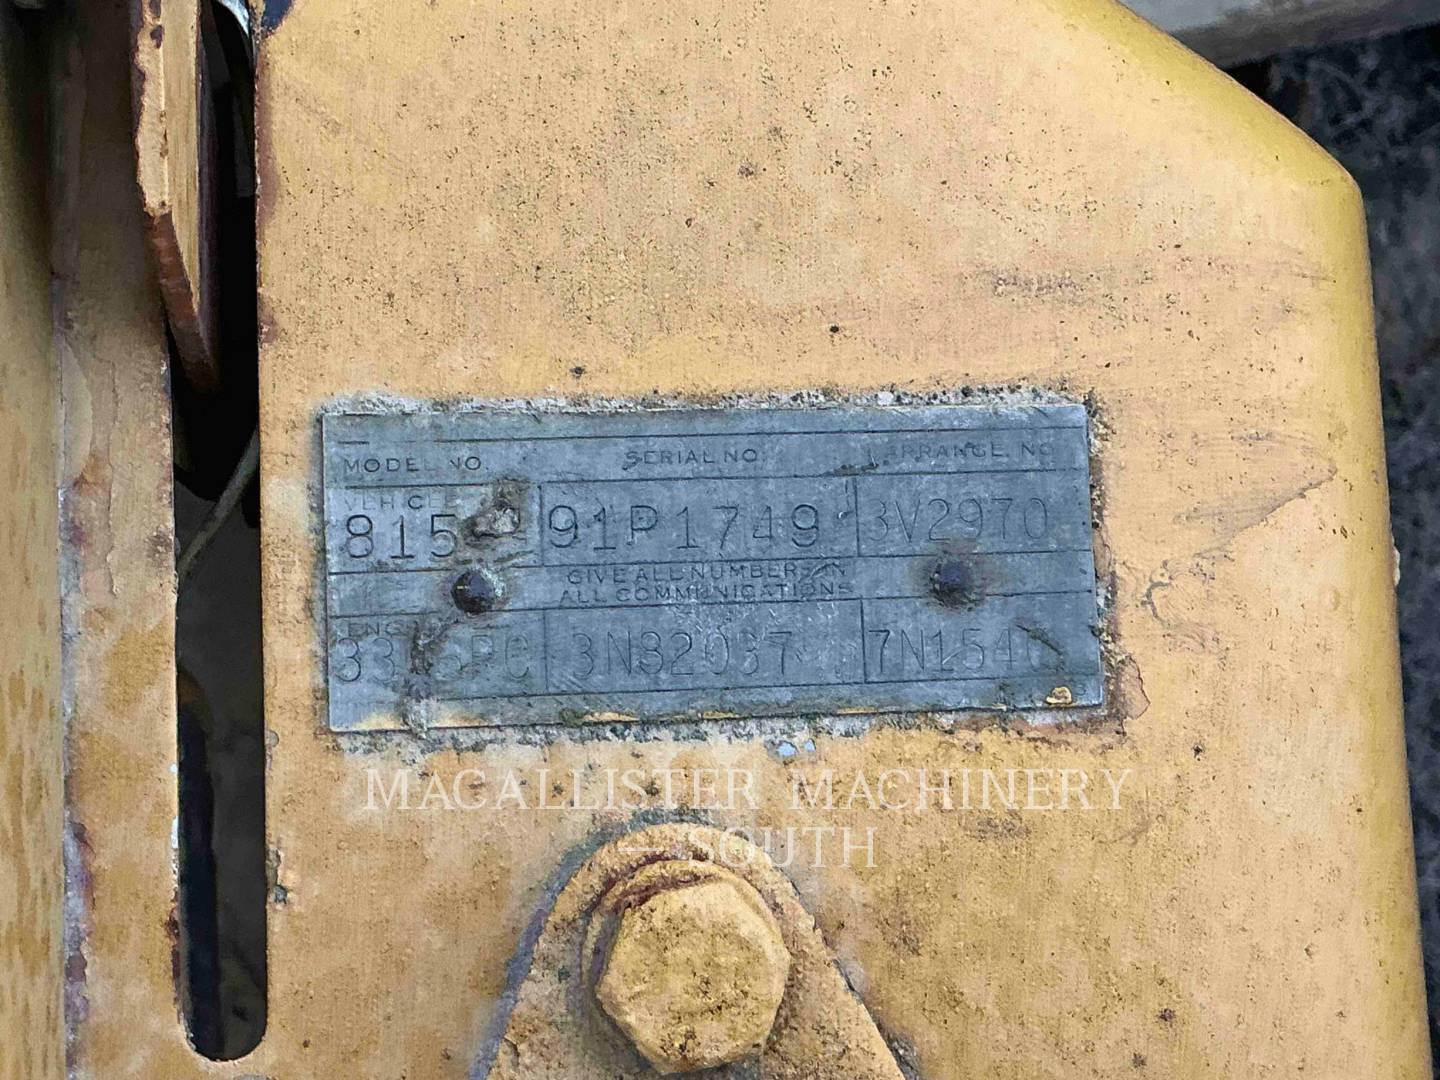 MODEL NO. SERIAL NO. ARRANGE. NO.
815 91P1749 3V2970
GIVE ALL NUMBERS IN
ALL COMMUNICATIONS
3N82037
MACALLISTER MACHINERY
— SOUTH